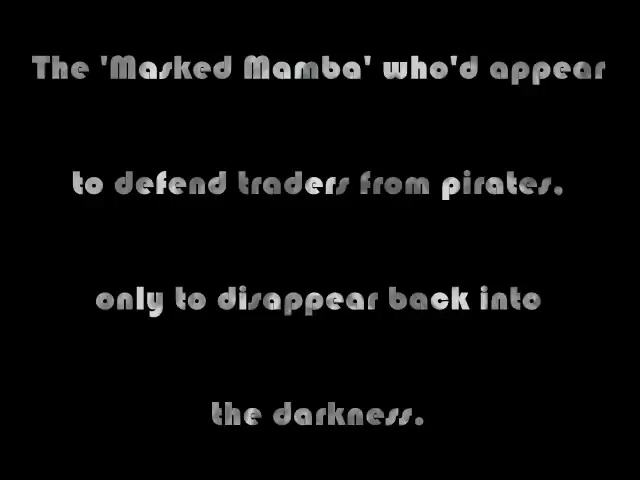 The 'Masked Mamba' who'd appear
to defend traders from pirates,
only to disappear back into
the darkness.